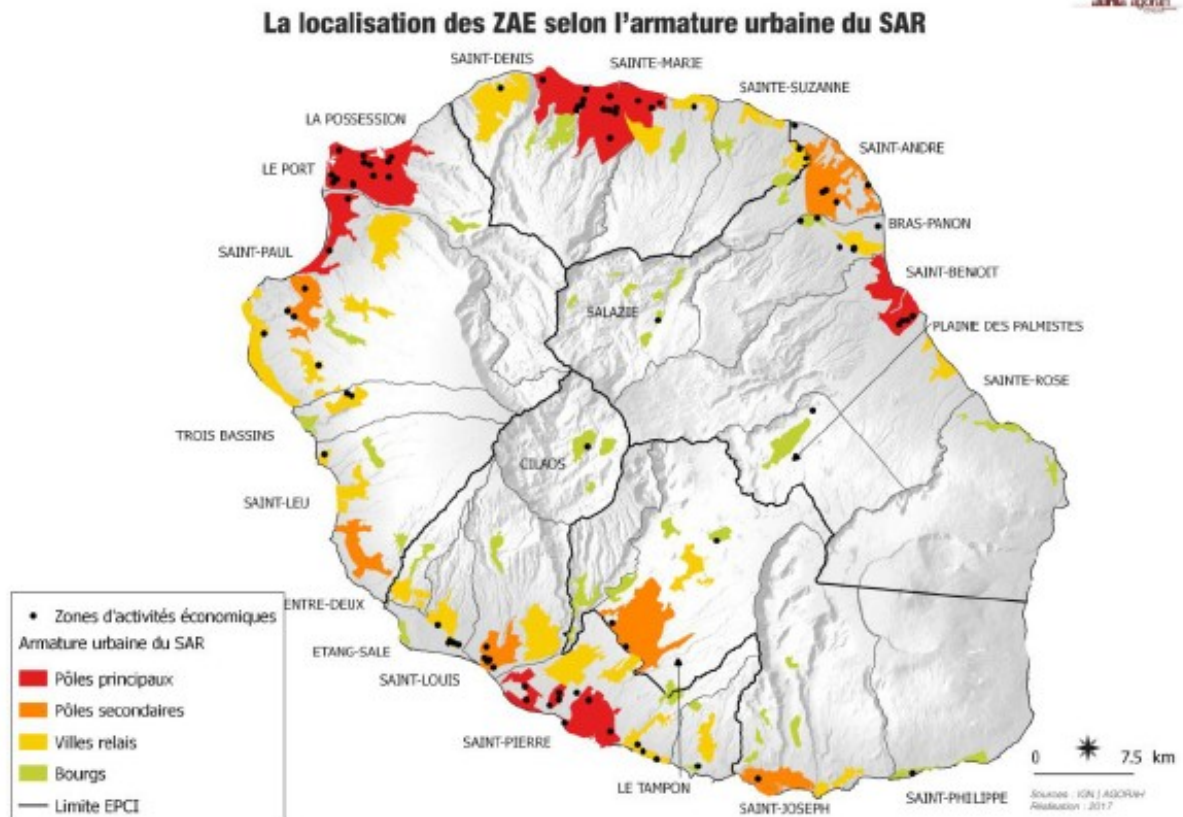 La localisation des ZAE selon l'armature urbaine du SAR
SAINT-DENIS
SAINTE-MARIE
SAINTE-SUZANNE
LA POSSESSION
SAINT-ANDRE
LE PORT
BRAS-PANON
SAINT-PAUL
SAINT-BENOIT
SALAZIE
PLAINIE DES PALMISTES
SAINTE-ROSE
TROIS BASSINS
CILAOS
SAINT-LEU
ENTRE-DEUX
ETANG-SALE
SAINT-LOUIS
SAINT-PIERRE
LE TAMPON
SAINT-JOSEPH
SAINT-PHILIPPE
Zones d'activités économiques
Armature urbaine du SAR
Pôles principaux
Pôles secondaires
Villes relais
Bourgs
Limite EPCI
0 7.5 km
Sources : IGN | AGORAH
Réalisation : 2017